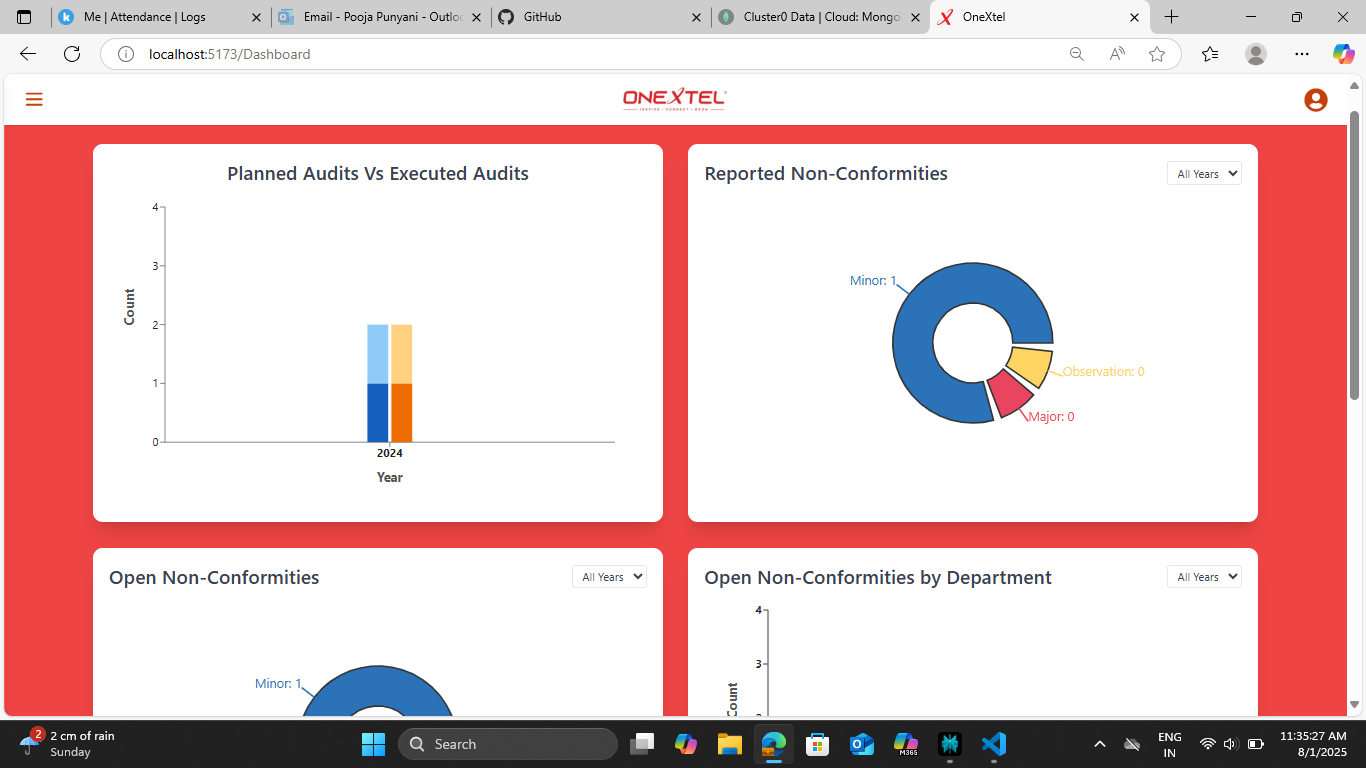 Me | Attendance | Logs
Email - Pooja Punyani - Outlo
GitHub
Cluster0 Data | Cloud: Mongo
OneXtel
localhost:5173/Dashboard
ONEXTEL
Planned Audits Vs Executed Audits
4
3
2
1
0
Count
2024
Year
Reported Non-Conformities
All Years
Minor: 1
Observation: 0
Major: 0
Open Non-Conformities
All Years
Minor: 1
Open Non-Conformities by Department
All Years
4
3
Count
2
2 cm of rain
Sunday
Search
M365
ENG
IN
11:35:27 AM
8/1/2025